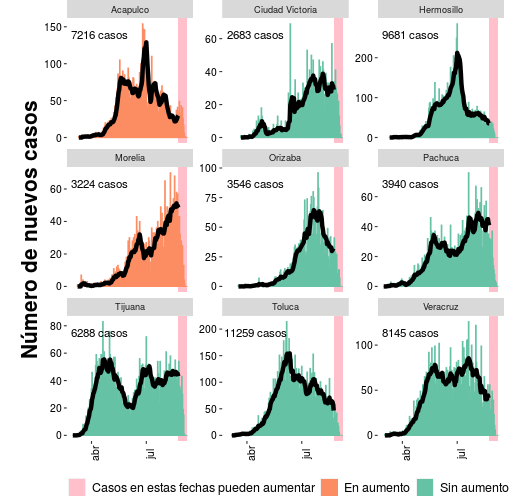 Número de nuevos casos
Acapulco
Ciudad Victoria
Hermosillo
7216 casos
2683 casos
9681 casos
150
100
50
0
60
40
20
0
200
100
0
Morelia
Orizaba
Pachuca
3224 casos
3546 casos
3940 casos
60
40
20
0
100
75
50
25
0
60
40
20
0
Tijuana
Toluca
Veracruz
6288 casos
11259 casos
8145 casos
80
60
40
20
0
200
150
100
50
0
100
50
0
abr
jul
abr
jul
abr
jul
Casos en estas fechas pueden aumentar
En aumento
Sin aumento